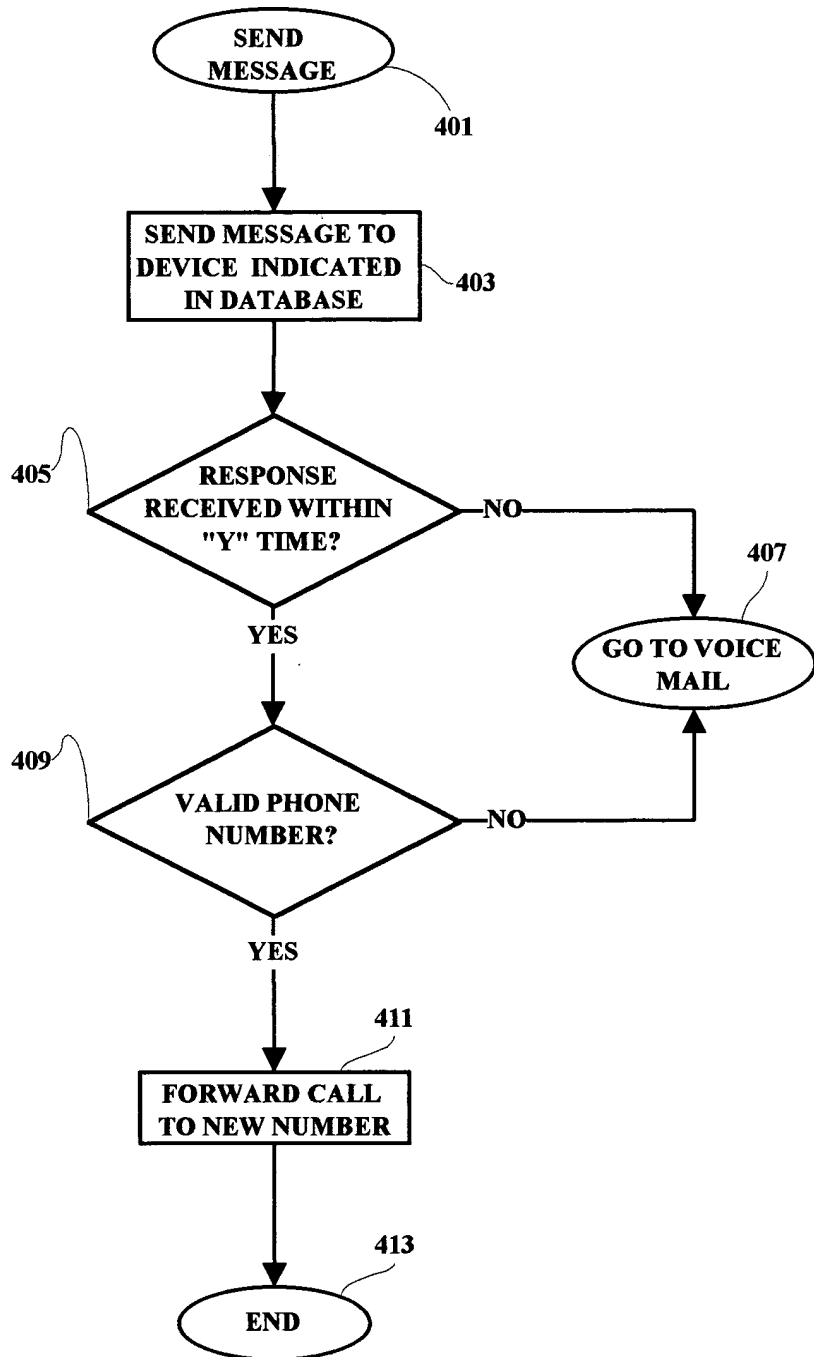 SEND
MESSAGE
401
SEND MESSAGE TO
DEVICE INDICATED
IN DATABASE
403
405
RESPONSE
RECEIVED WITHIN
"Y" TIME?
NO
407
YES
GO TO VOICE
MAIL
409
VALID PHONE
NUMBER?
NO
YES
411
FORWARD CALL
TO NEW NUMBER
413
END